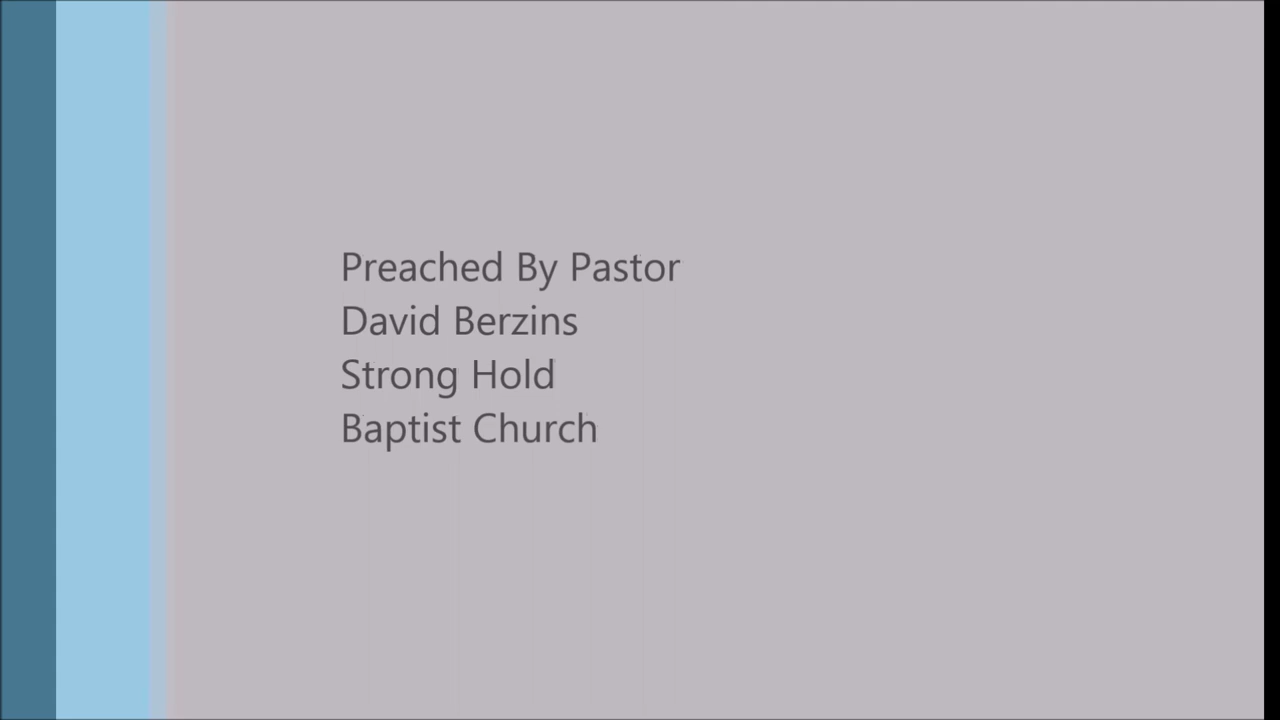 Preached By Pastor
David Berzins
Strong Hold
Baptist Church